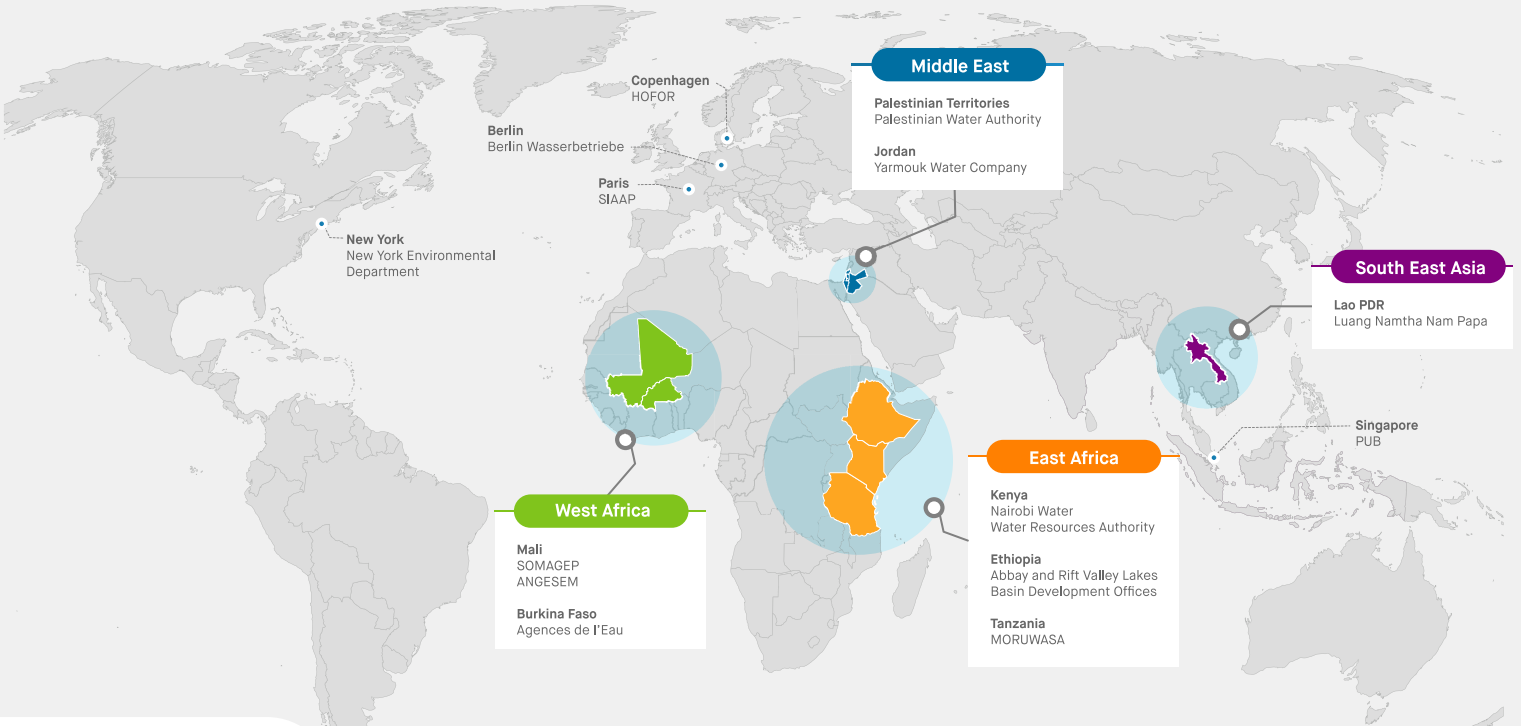 Copenhagen
HOFOR
Berlin
Berlin Wasserbetriebe
Paris
SIAAP
New York
New York Environmental
Department
Middle East
Palestinian Territories
Palestinian Water Authority
Jordan
Yarmouk Water Company
South East Asia
Lao PDR
Luang Namtha Nam Papa
Singapore
PUB
West Africa
Mali
SOMAGEP
ANGESEM
Burkina Faso
Agences de l'Eau
East Africa
Kenya
Nairobi Water
Water Resources Authority
Ethiopia
Abbay and Rift Valley Lakes
Basin Development Offices
Tanzania
MORUWASA